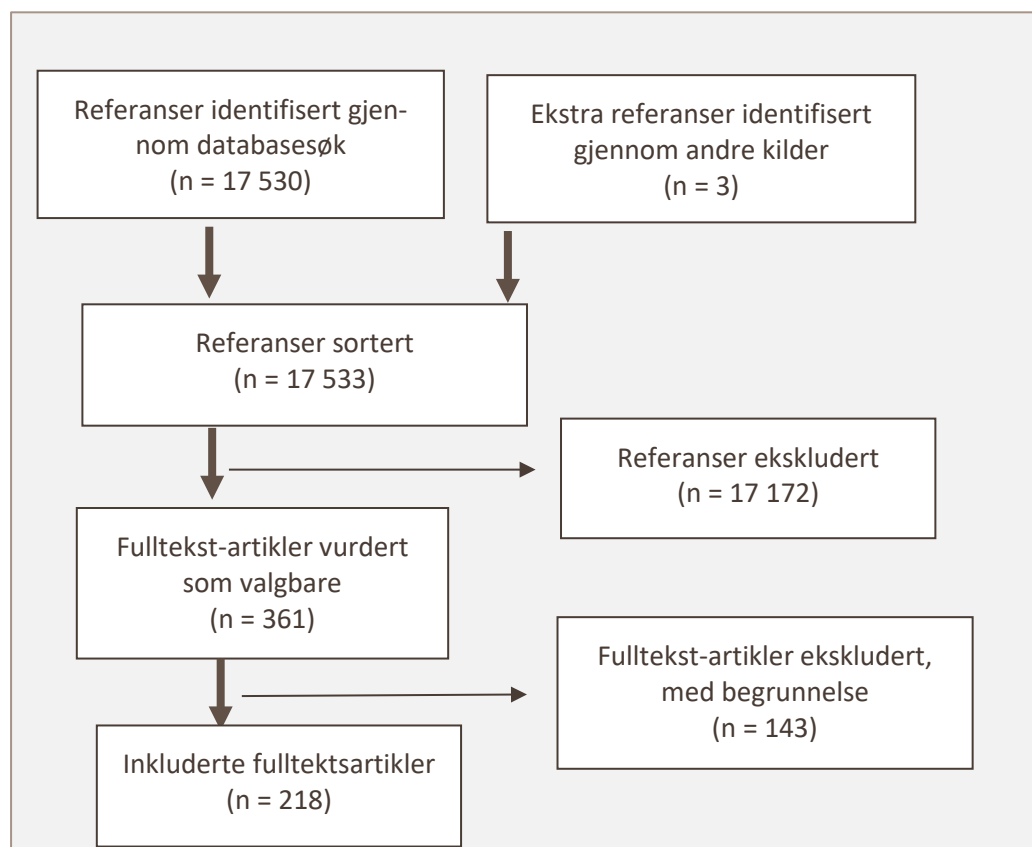 Referanser identifisert gjen-
nom databasesøk
(n = 17 530)
Ekstra referanser identifisert
gjennom andre kilder
(n = 3)
Referanser sortert
(n = 17 533)
Referanser ekskludert
(n = 17 172)
Fulltekst-artikler vurdert
som valgbare
(n = 361)
Fulltekst-artikler ekskludert,
med begrunnelse
(n = 143)
Inkluderte fulltektsartikler
(n = 218)